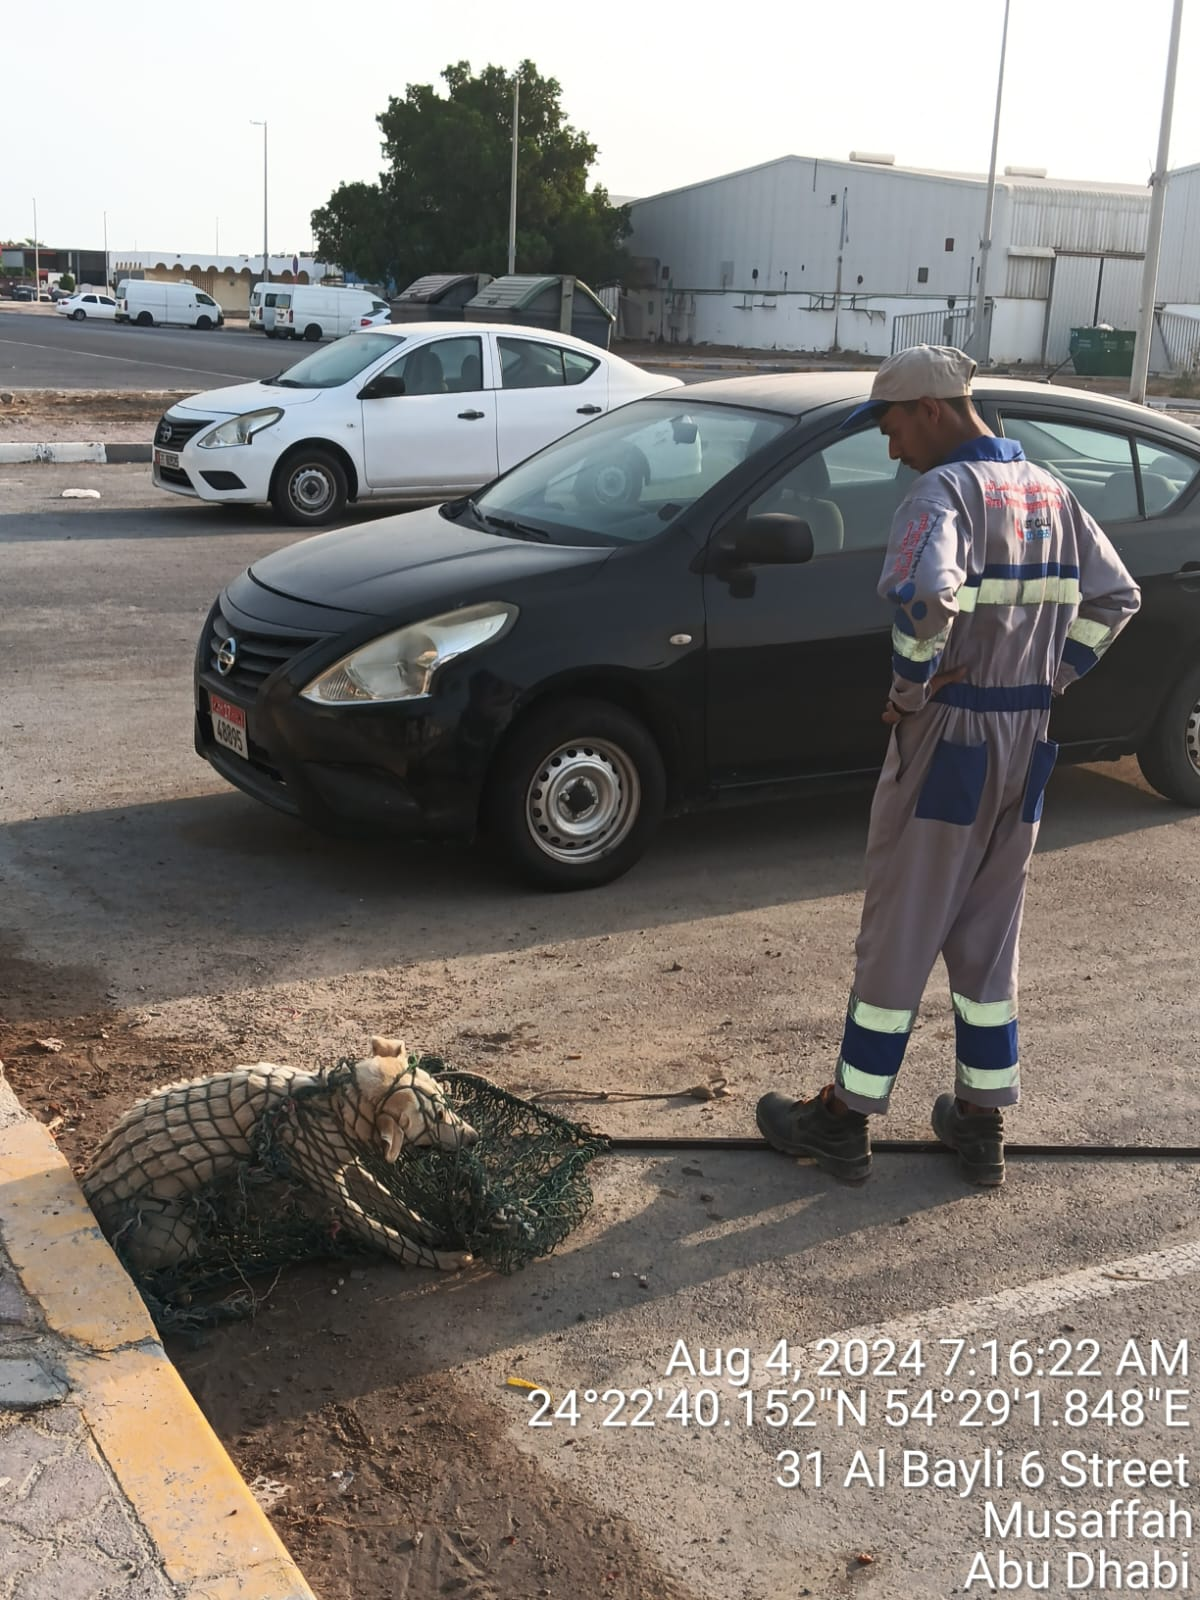 48895
Aug 4, 2024 7:16:22 AM
24°22'40.152"N 54°29'1.848"E
31 Al Bayli 6 Street
Musaffah
Abu Dhabi